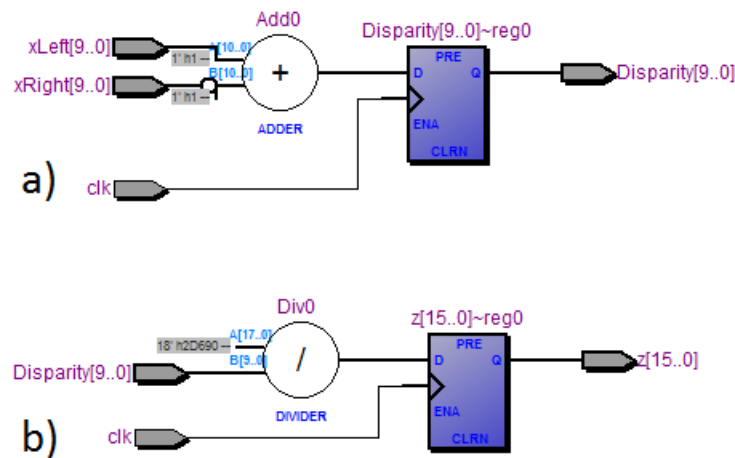 Add0
Disparity[9..0]~reg0
xLeft[9..0]
1' h1
A[10..0]
B[10..0]
xRight[9..0]
1' h1
+
ADDER
PRE
D
Q
ENA
CLRN
Disparity[9..0]
a)
clk
Div0
z[15..0]~reg0
18' h2D690
A[17..0]
B[9..0]
Disparity[9..0]
/
DIVIDER
PRE
D
Q
ENA
CLRN
z[15..0]
b)
clk